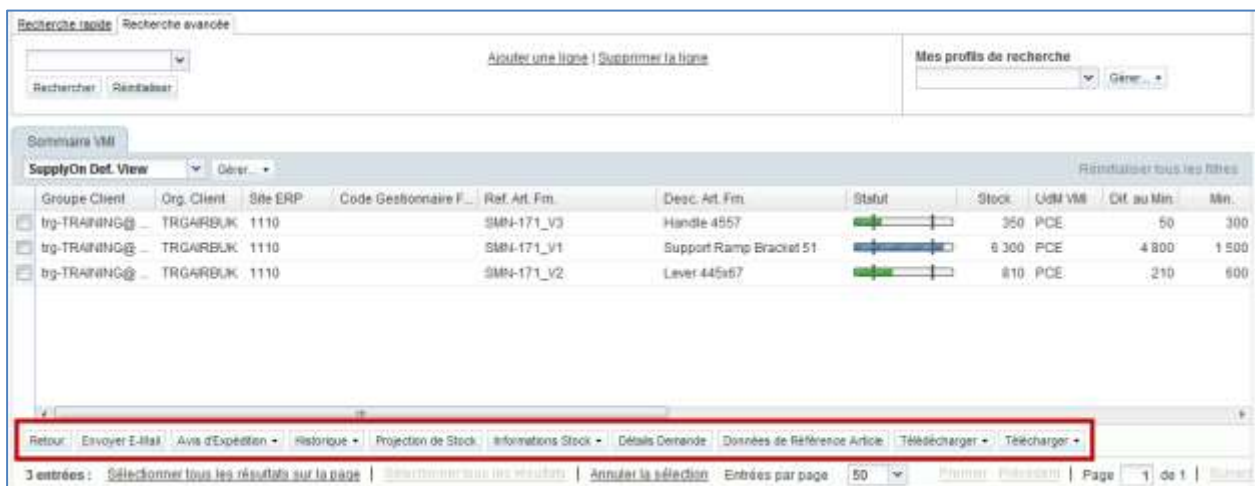 Recherche rapide Recherche avancée
Ajouter une ligne | Supprimer la ligne
Mes profils de recherche
Rechercher Réinitialiser
Gérer...
Sommaire VMI
SupplyOn Def. View Gérer... Réinitialiser tous les filtres
Groupe Client Org. Client Site ERP Code Gestionnaire F... Ref. Art. Frn. Desc. Art. Frn. Statut Stock UdM VMI Dif. au Min. Min.
trg-TRAINING@ ... TRGAIRBUK 1110 SMN-171_V3 Handle 4557 350 PCE 50 300
trg-TRAINING@ ... TRGAIRBUK 1110 SMN-171_V1 Support Ramp Bracket 51 6 300 PCE 4 800 1 500
trg-TRAINING@ ... TRGAIRBUK 1110 SMN-171_V2 Lever 445x67 810 PCE 210 600
Retour Envoyer E-Mail Avis d'Expédition Historique Projection de Stock Informations Stock Détails Demande Données de Référence Article Télédécharger Télécharger
3 entrées : Sélectionner tous les résultats sur la page | Sélectionner tous les résultats | Annuler la sélection Entrées par page 50 Premier Précédent | Page 1 de 1 | Suivant